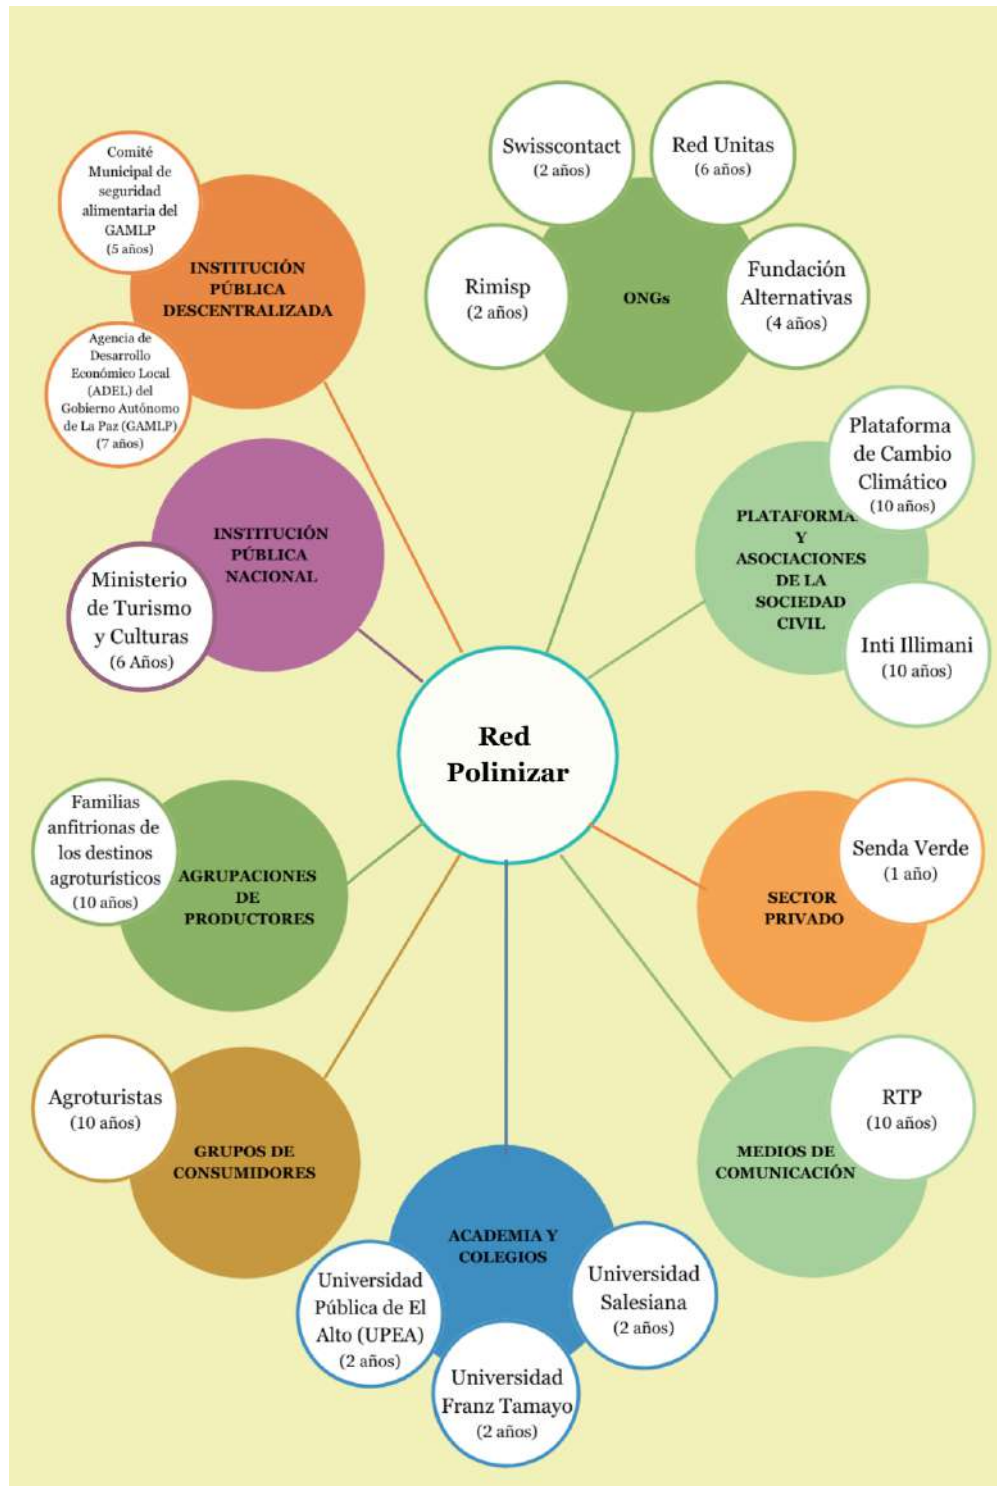 Comité
Municipal de
seguridad
alimentaria del
GAMLP
(5 años)
INSTITUCIÓN
PÚBLICA
DESCENTRALIZADA
Agencia de
Desarrollo
Económico Local
(ADEL) del
Gobierno Autónomo
de La Paz (GAMLP)
(7 años)
Swisscontact
(2 años)
Red Unitas
(6 años)
Rimisp
(2 años)
ONGs
Fundación
Alternativas
(4 años)
INSTITUCIÓN
PÚBLICA
NACIONAL
Ministerio
de Turismo
y Culturas
(6 Años)
Plataforma
de Cambio
Climático
(10 años)
PLATAFORMA
Y
ASOCIACIONES
DE LA
SOCIEDAD
CIVIL
Inti Illimani
(10 años)
Red
Polinizar
Familias
anfitrionas de
los destinos
agroturísticos
(10 años)
AGRUPACIONES
DE
PRODUCTORES
Senda Verde
(1 año)
SECTOR
PRIVADO
Agroturistas
(10 años)
GRUPOS DE
CONSUMIDORES
RTP
(10 años)
MEDIOS DE
COMUNICACIÓN
ACADEMIA Y
COLEGIOS
Universidad
Pública de El
Alto (UPEA)
(2 años)
Universidad
Franz Tamayo
(2 años)
Universidad
Salesiana
(2 años)